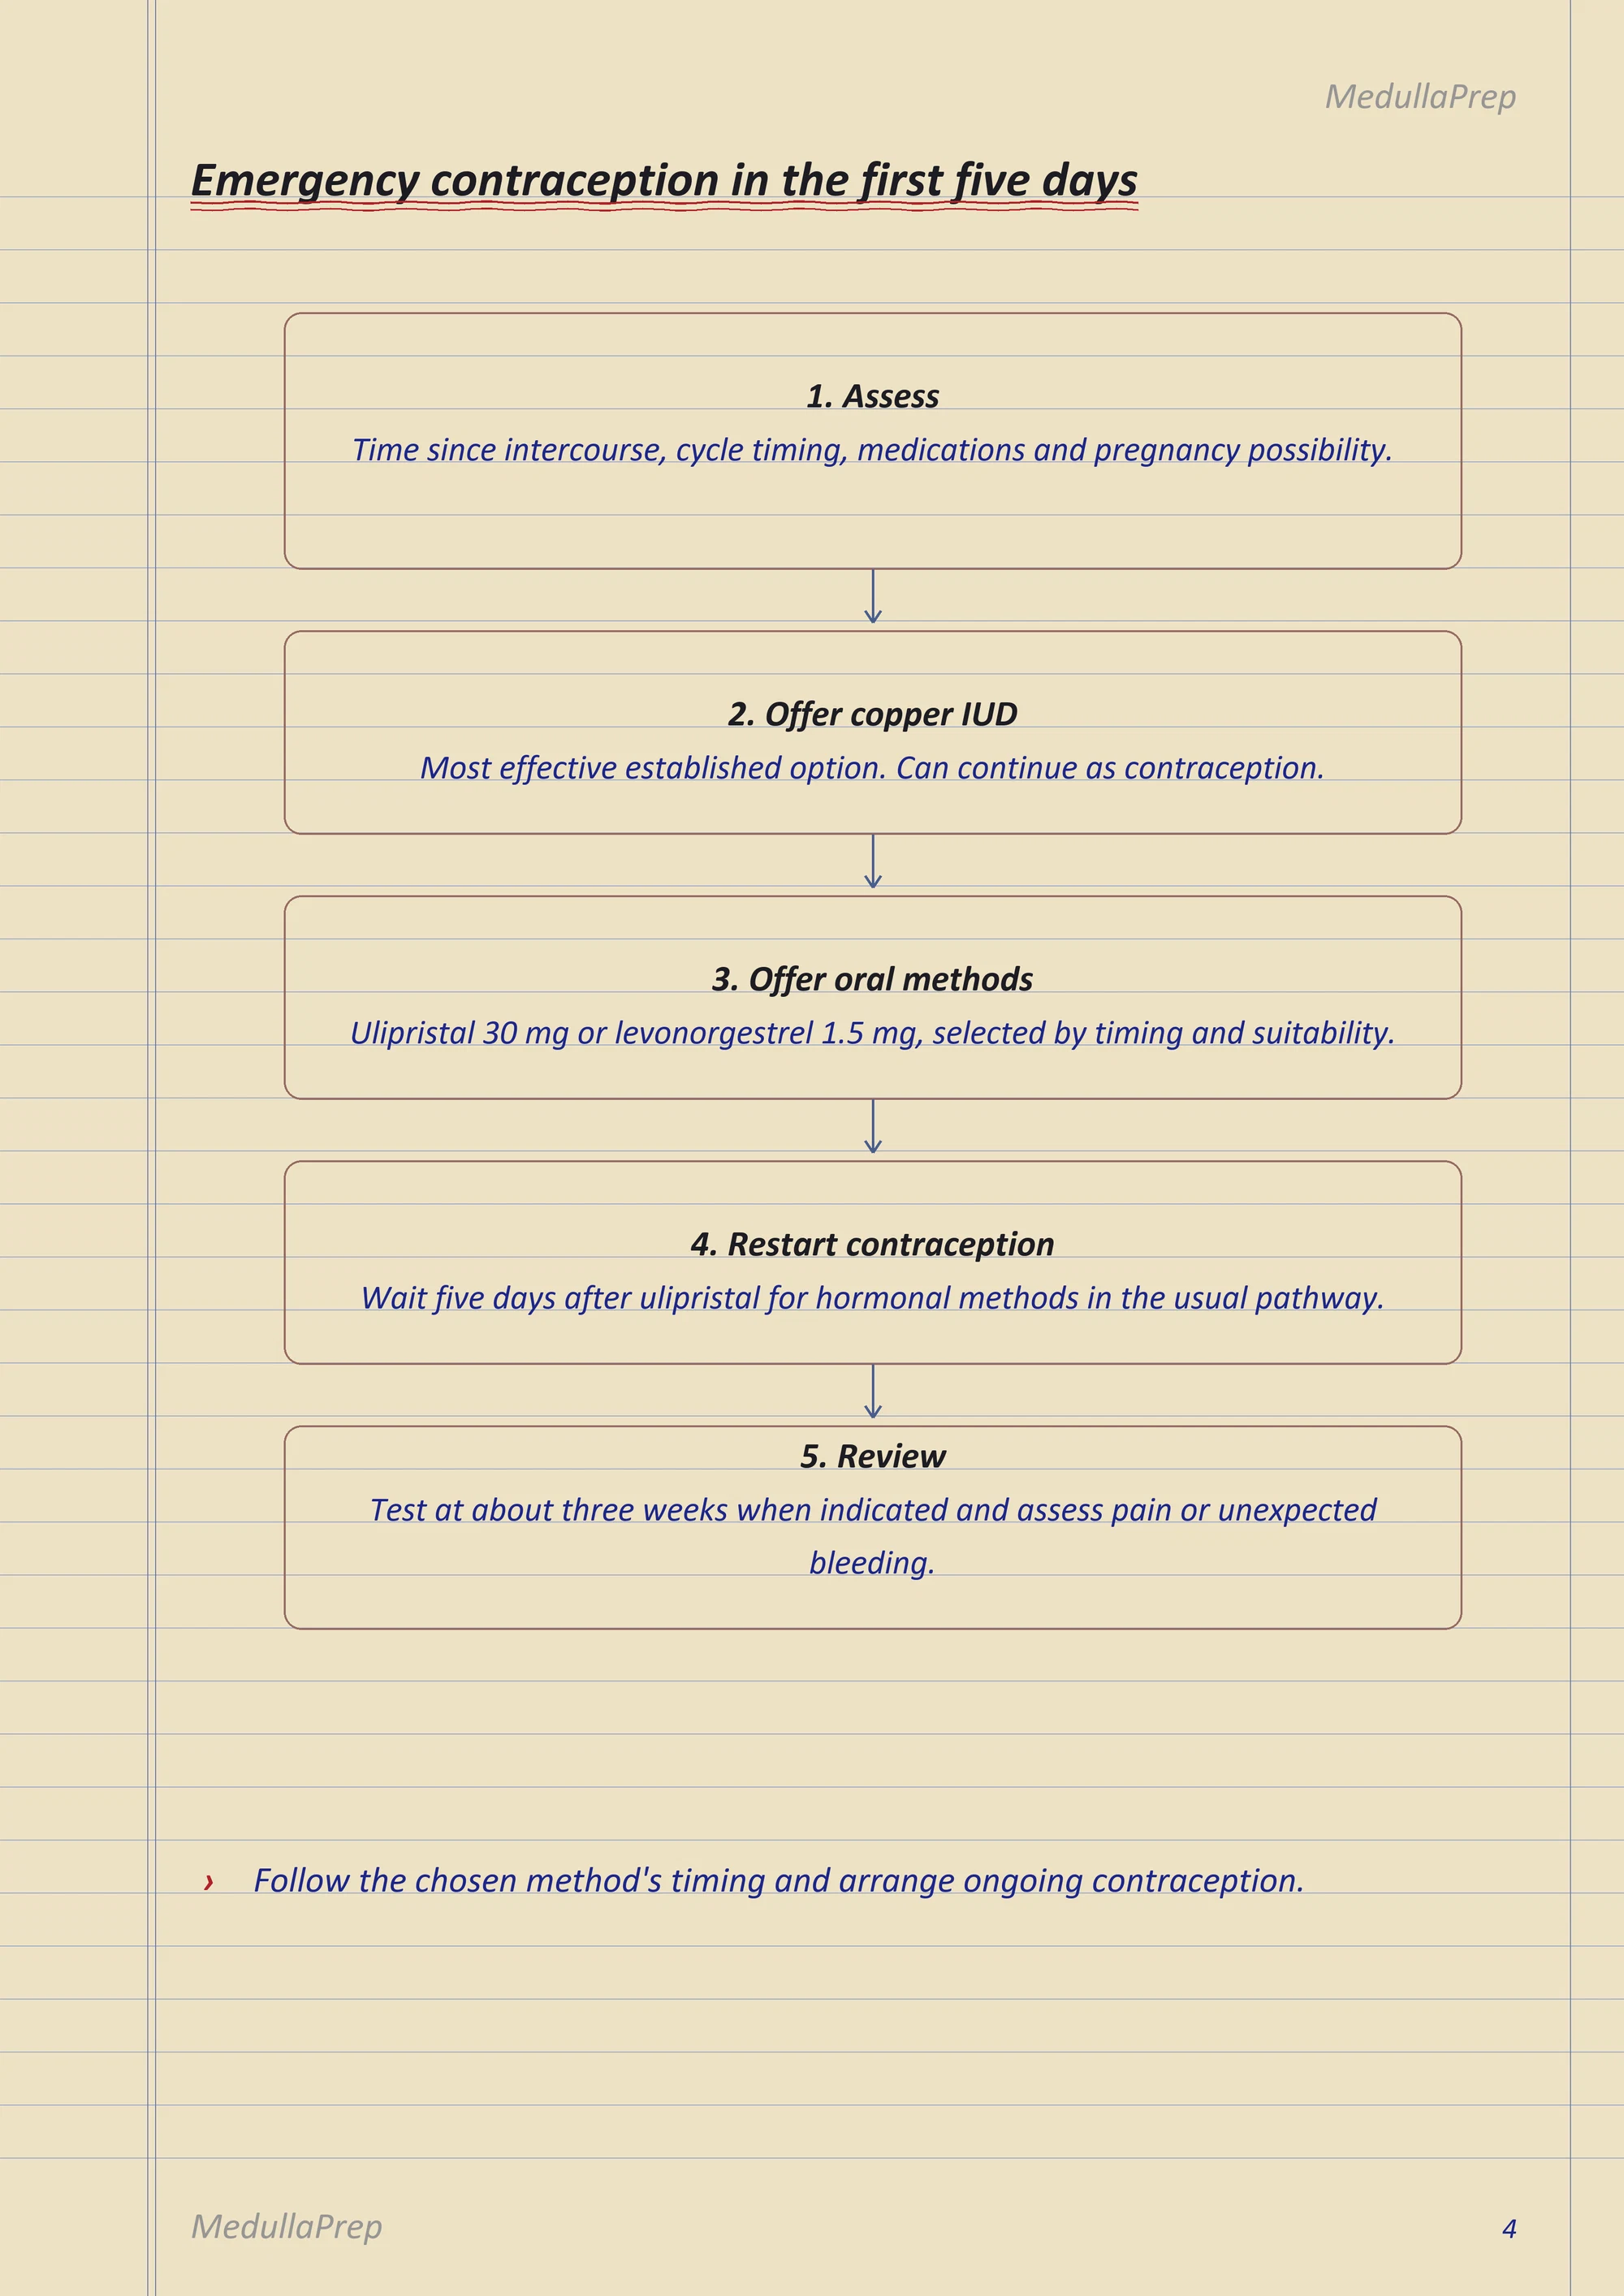 MedullaPrep
Emergency contraception in the first five days
1. Assess
Time since intercourse, cycle timing, medications and pregnancy possibility.
2. Offer copper IUD
Most effective established option. Can continue as contraception.
3. Offer oral methods
Ulipristal 30 mg or levonorgestrel 1.5 mg, selected by timing and suitability.
4. Restart contraception
Wait five days after ulipristal for hormonal methods in the usual pathway.
5. Review
Test at about three weeks when indicated and assess pain or unexpected
bleeding.
› Follow the chosen method's timing and arrange ongoing contraception.
MedullaPrep
4